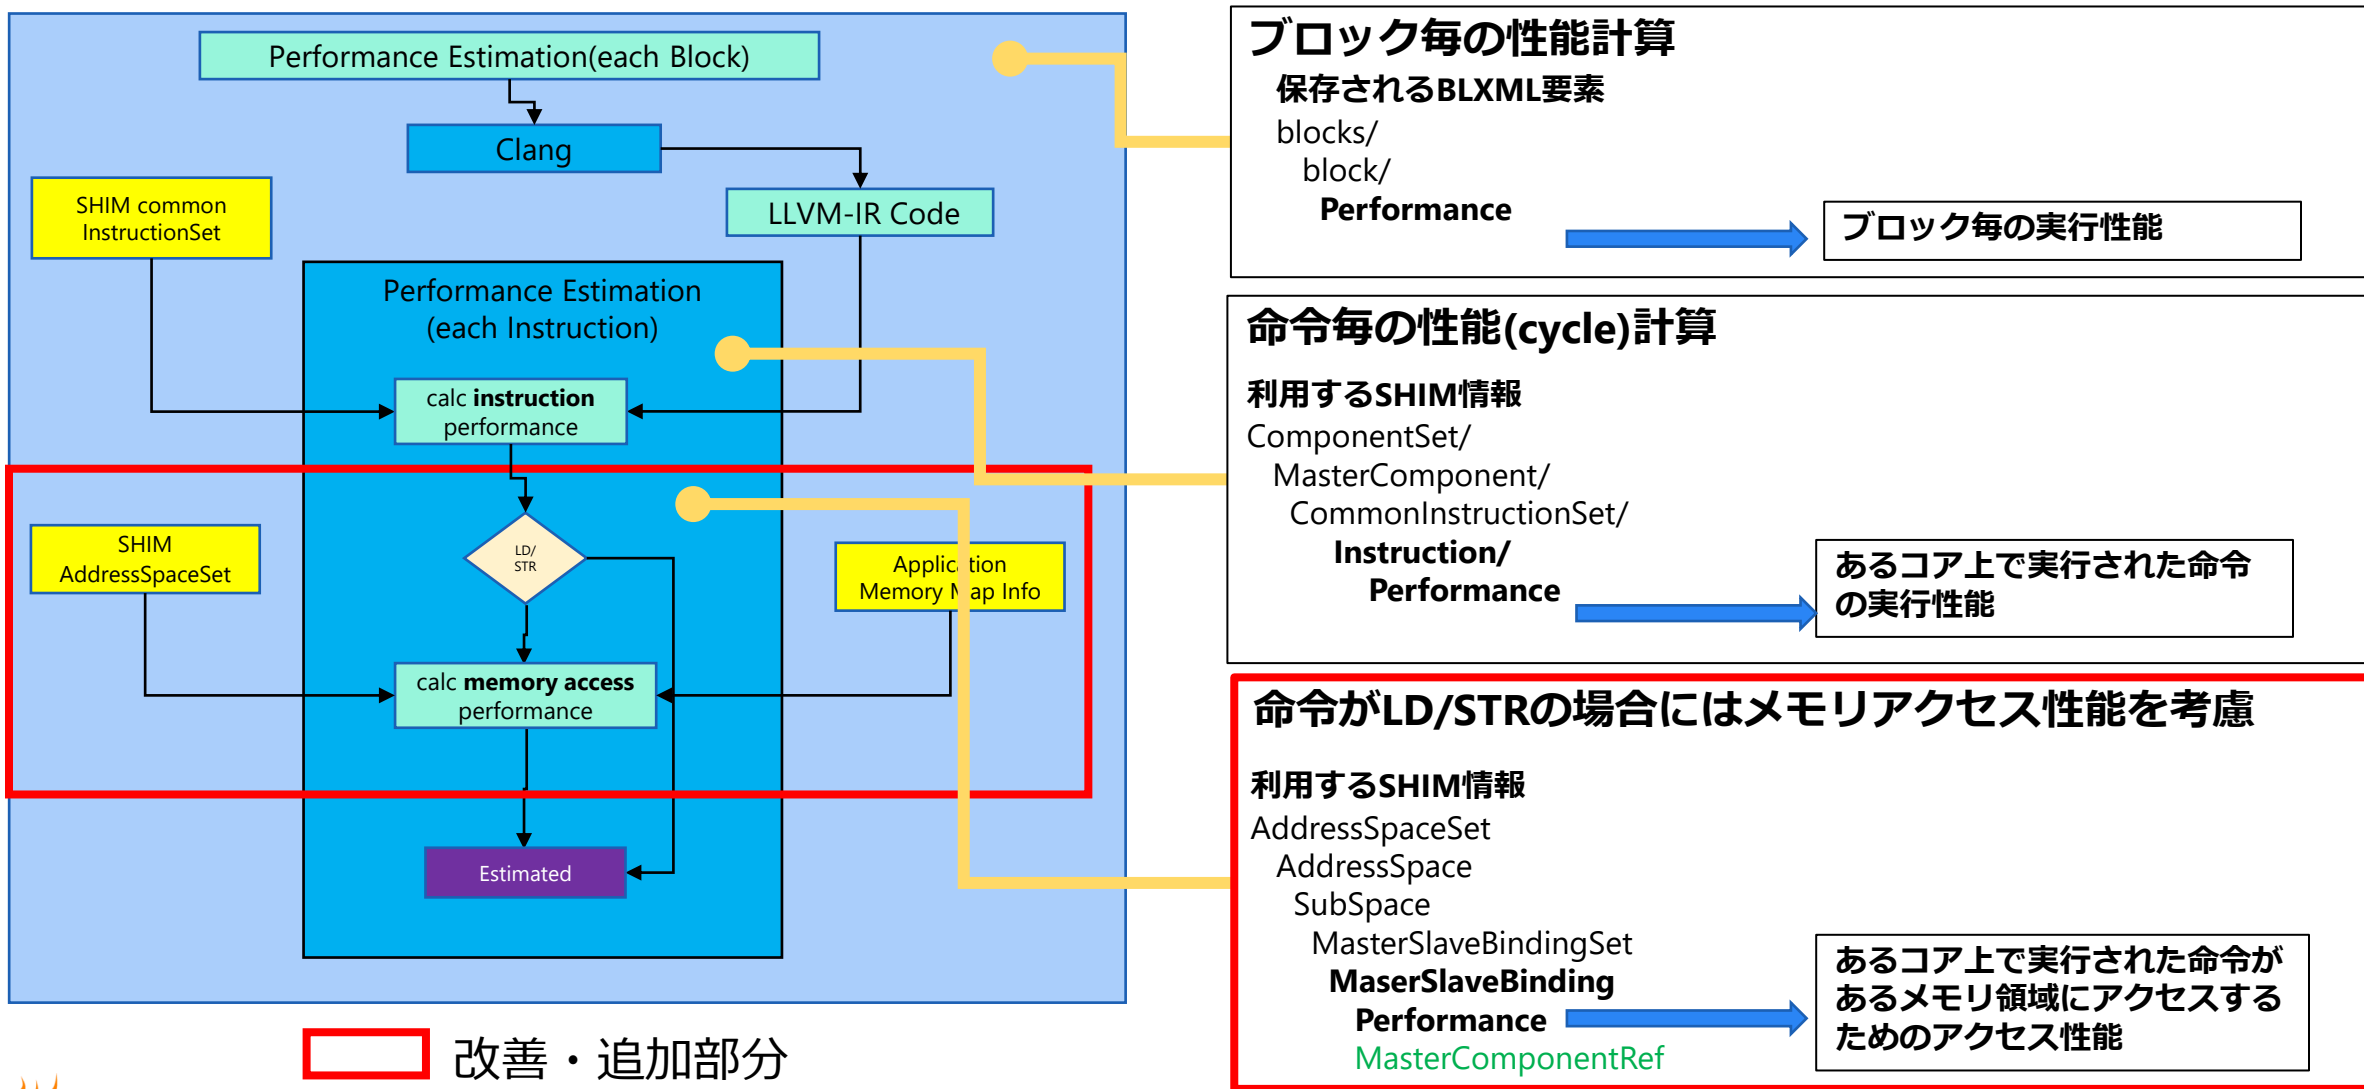 Performance Estimation(each Block)
Clang
SHIM common
InstructionSet
LLVM-IR Code
Performance Estimation
(each Instruction)
calc instruction
performance
LD/
STR
SHIM
AddressSpaceSet
Application
Memory Map Info
calc memory access
performance
Estimated
改善・追加部分
ブロック毎の性能計算
保存されるBLXML要素
blocks/
block/
Performance
ブロック毎の実行性能
命令毎の性能(cycle)計算
利用するSHIM情報
ComponentSet/
MasterComponent/
CommonInstructionSet/
Instruction/
Performance
あるコア上で実行された命令
の実行性能
命令がLD/STRの場合にはメモリアクセス性能を考慮
利用するSHIM情報
AddressSpaceSet
AddressSpace
SubSpace
MasterSlaveBindingSet
MaserSlaveBinding
Performance
MasterComponentRef
あるコア上で実行された命令が
あるメモリ領域にアクセスする
ためのアクセス性能